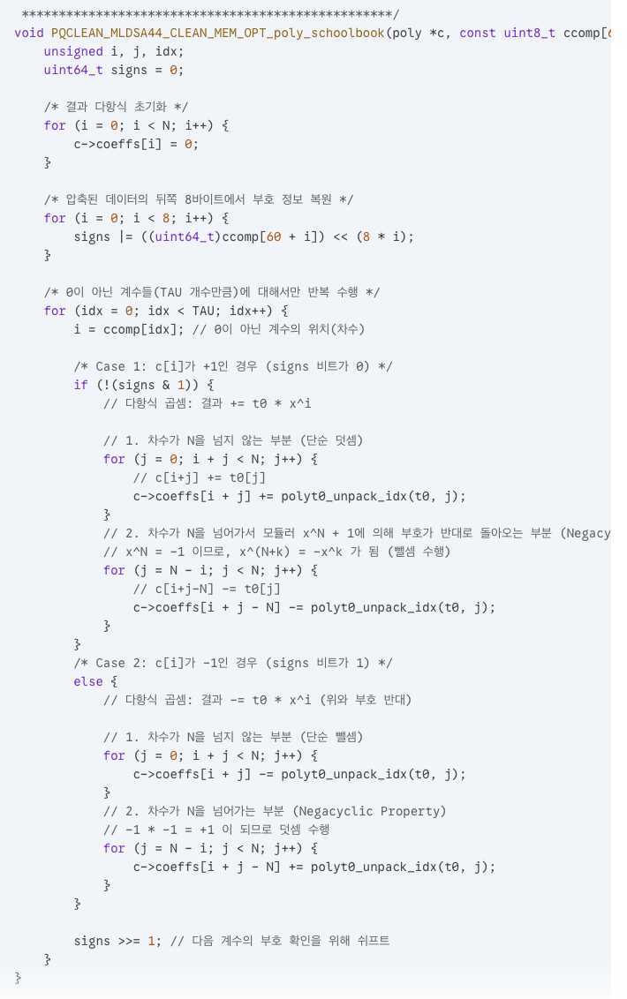 ***************************************************/
void PQCLEAN_MLDSA44_CLEAN_MEM_OPT_poly_schoolbook(poly *c, const uint8_t ccomp[
    unsigned i, j, idx;
    uint64_t signs = 0;

    /* 결과 다항식 초기화 */
    for (i = 0; i < N; i++) {
        c->coeffs[i] = 0;
    }

    /* 압축된 데이터의 뒤쪽 8바이트에서 부호 정보 복원 */
    for (i = 0; i < 8; i++) {
        signs |= ((uint64_t)ccomp[60 + i]) << (8 * i);
    }

    /* 0이 아닌 계수들(TAU 개수만큼)에 대해서만 반복 수행 */
    for (idx = 0; idx < TAU; idx++) {
        i = ccomp[idx]; // 0이 아닌 계수의 위치(차수)

        /* Case 1: c[i]가 +1인 경우 (signs 비트가 0) */
        if (!(signs & 1)) {
            // 다항식 곱셈: 결과 += t0 * x^i

            // 1. 차수가 N을 넘지 않는 부분 (단순 덧셈)
            for (j = 0; i + j < N; j++) {
                // c[i+j] += t0[j]
                c->coeffs[i + j] += polyt0_unpack_idx(t0, j);
            }
            // 2. 차수가 N을 넘어가서 모듈러 x^N + 1에 의해 부호가 반대로 돌아오는 부분 (Negacy
            // x^N = -1 이므로, x^(N+k) = -x^k 가 됨 (뺄셈 수행)
            for (j = N - i; j < N; j++) {
                // c[i+j-N] -= t0[j]
                c->coeffs[i + j - N] -= polyt0_unpack_idx(t0, j);
            }
        }
        /* Case 2: c[i]가 -1인 경우 (signs 비트가 1) */
        else {
            // 다항식 곱셈: 결과 -= t0 * x^i (위와 부호 반대)

            // 1. 차수가 N을 넘지 않는 부분 (단순 뺄셈)
            for (j = 0; i + j < N; j++) {
                c->coeffs[i + j] -= polyt0_unpack_idx(t0, j);
            }
            // 2. 차수가 N을 넘어가는 부분 (Negacyclic Property)
            // -1 * -1 = +1 이 되므로 덧셈 수행
            for (j = N - i; j < N; j++) {
                c->coeffs[i + j - N] += polyt0_unpack_idx(t0, j);
            }
        }

        signs >>= 1; // 다음 계수의 부호 확인을 위해 쉬프트
    }
}